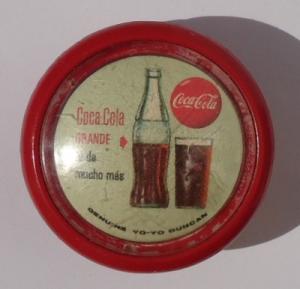 Coca-Cola
Coca-Cola
GRANDE
da
mucho más
GENUINE YO-YO DUNCAN